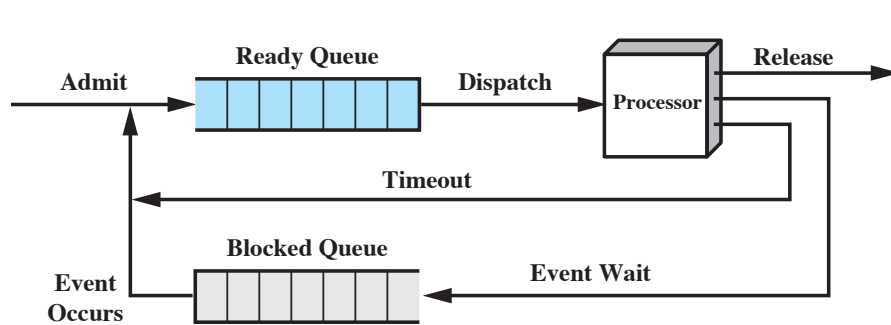 Ready Queue
Admit
Dispatch
Processor
Release
Timeout
Blocked Queue
Event Wait
Event
Occurs